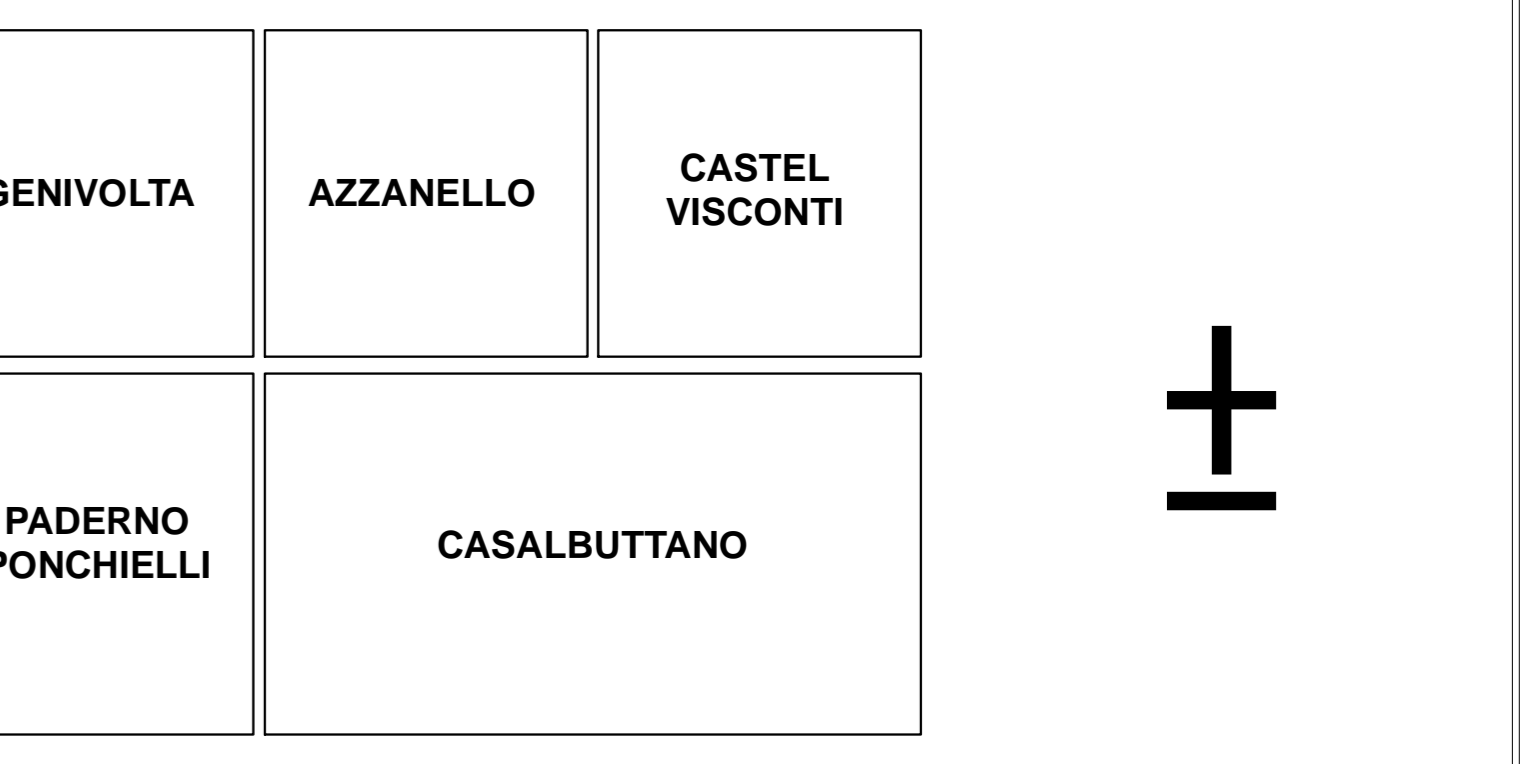 GENIVOLTA
AZZANELLO
CASTEL
VISCONTI
PADERNO
PONCHIELLI
CASALBUTTANO
±